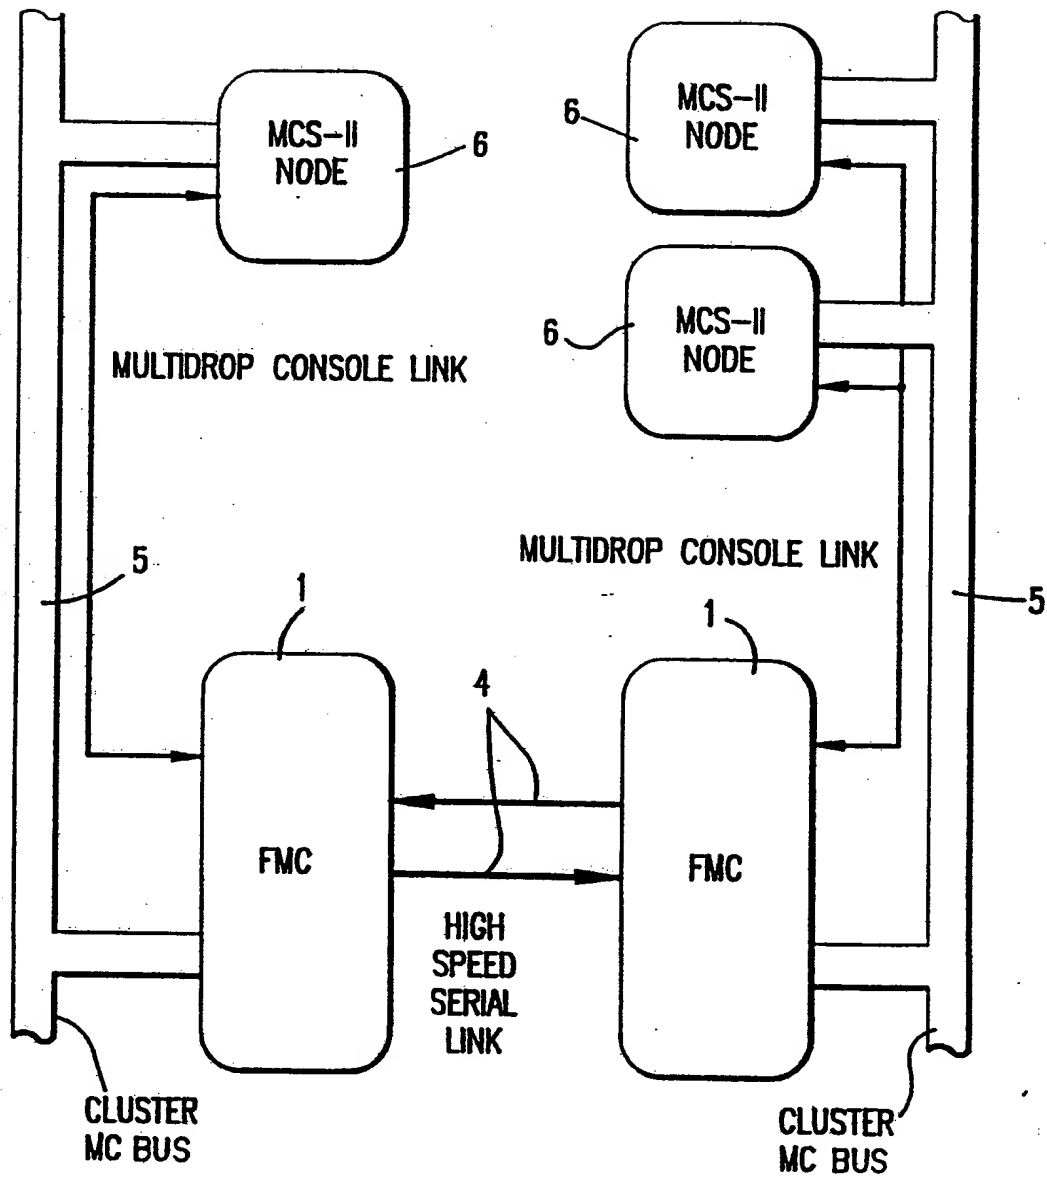 MCS-II
NODE
6
MCS-II
NODE
6
MCS-II
NODE
6
MULTIDROP CONSOLE LINK
MULTIDROP CONSOLE LINK
5
5
1
1
4
FMC
FMC
HIGH
SPEED
SERIAL
LINK
CLUSTER
MC BUS
CLUSTER
MC BUS